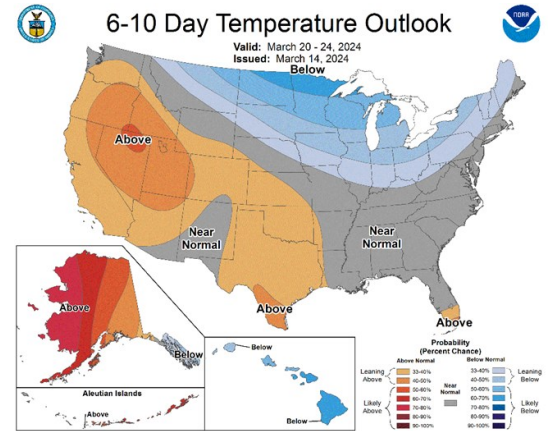 6-10 Day Temperature Outlook
Valid: March 20 - 24, 2024
Issued: March 14, 2024
NOAA
Below
Above
Near
Normal
Near
Normal
Above
Above
Above
Below
Aleutian Islands
Above
Below
Below
Probability
(Percent Chance)
Above Normal
Below Normal
Leaning
Above
33-40%
40-50%
50-60%
Likely
Above
60-70%
70-80%
80-90%
90-100%
Near
Normal
33-40%
40-50%
Leaning
Below
50-60%
60-70%
70-80%
Likely
Below
80-90%
90-100%